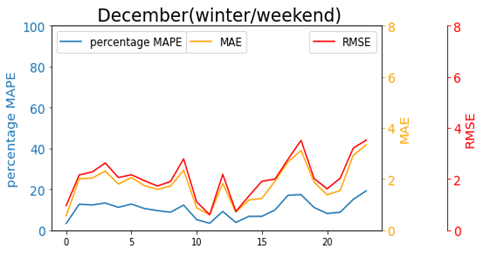 December(winter/weekend)
percentage MAPE
MAE
RMSE
100
80
60
40
20
0
percentage MAPE
8
6
4
2
0
MAE
8
6
4
2
0
RMSE
0 5 10 15 20